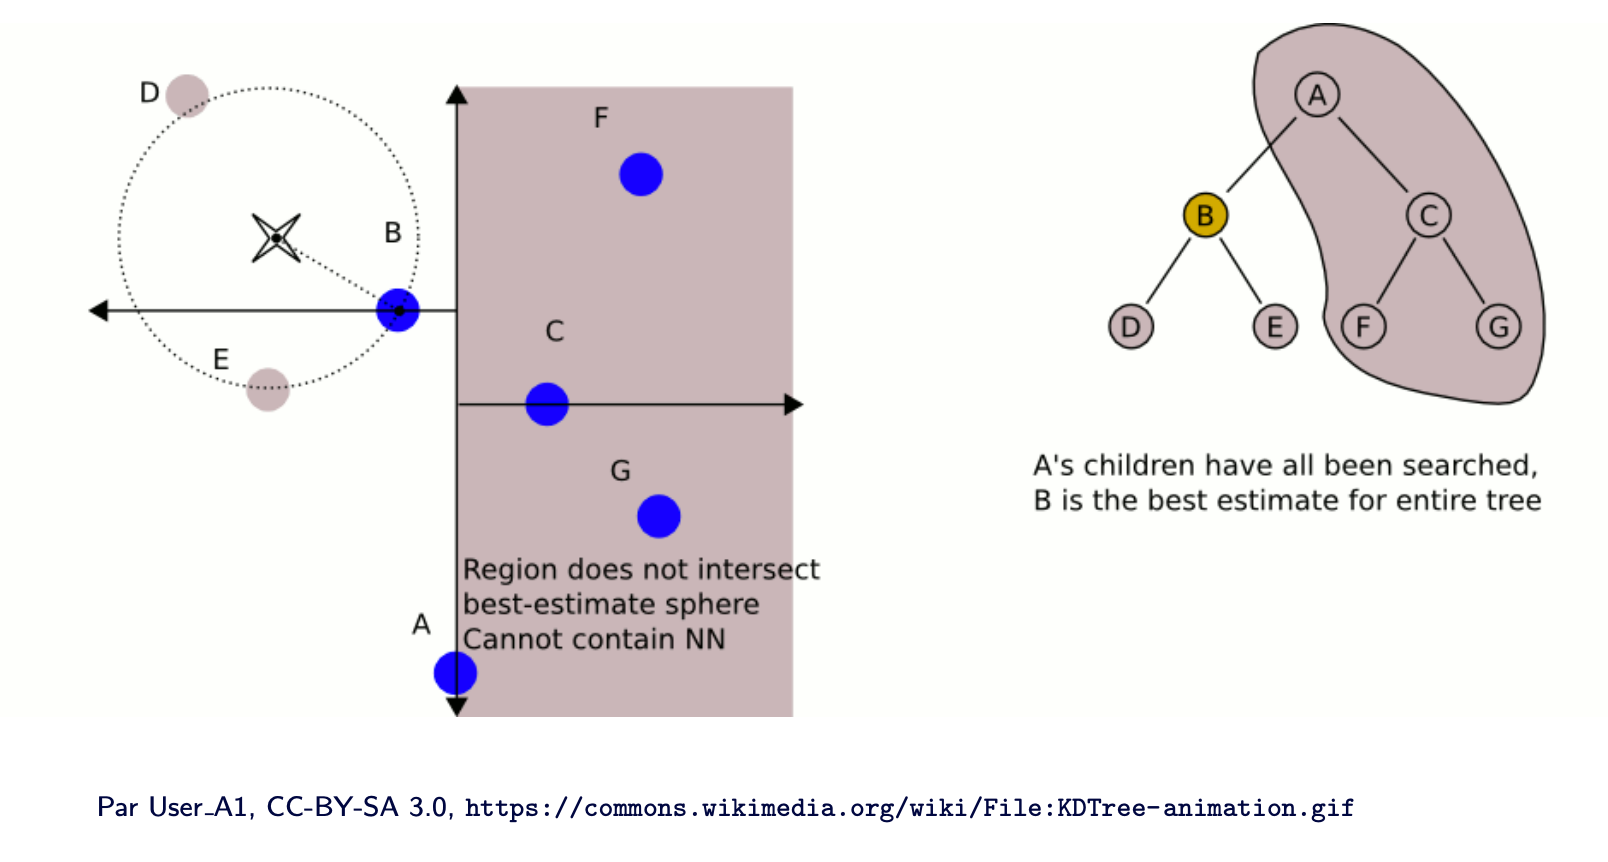 D
F
B
C
E
G
Region does not intersect
best-estimate sphere
Cannot contain NN
A
A
B
C
D
E
F
G
A's children have all been searched,
B is the best estimate for entire tree
Par User_A1, CC-BY-SA 3.0, https://commons.wikimedia.org/wiki/File:KDTree-animation.gif